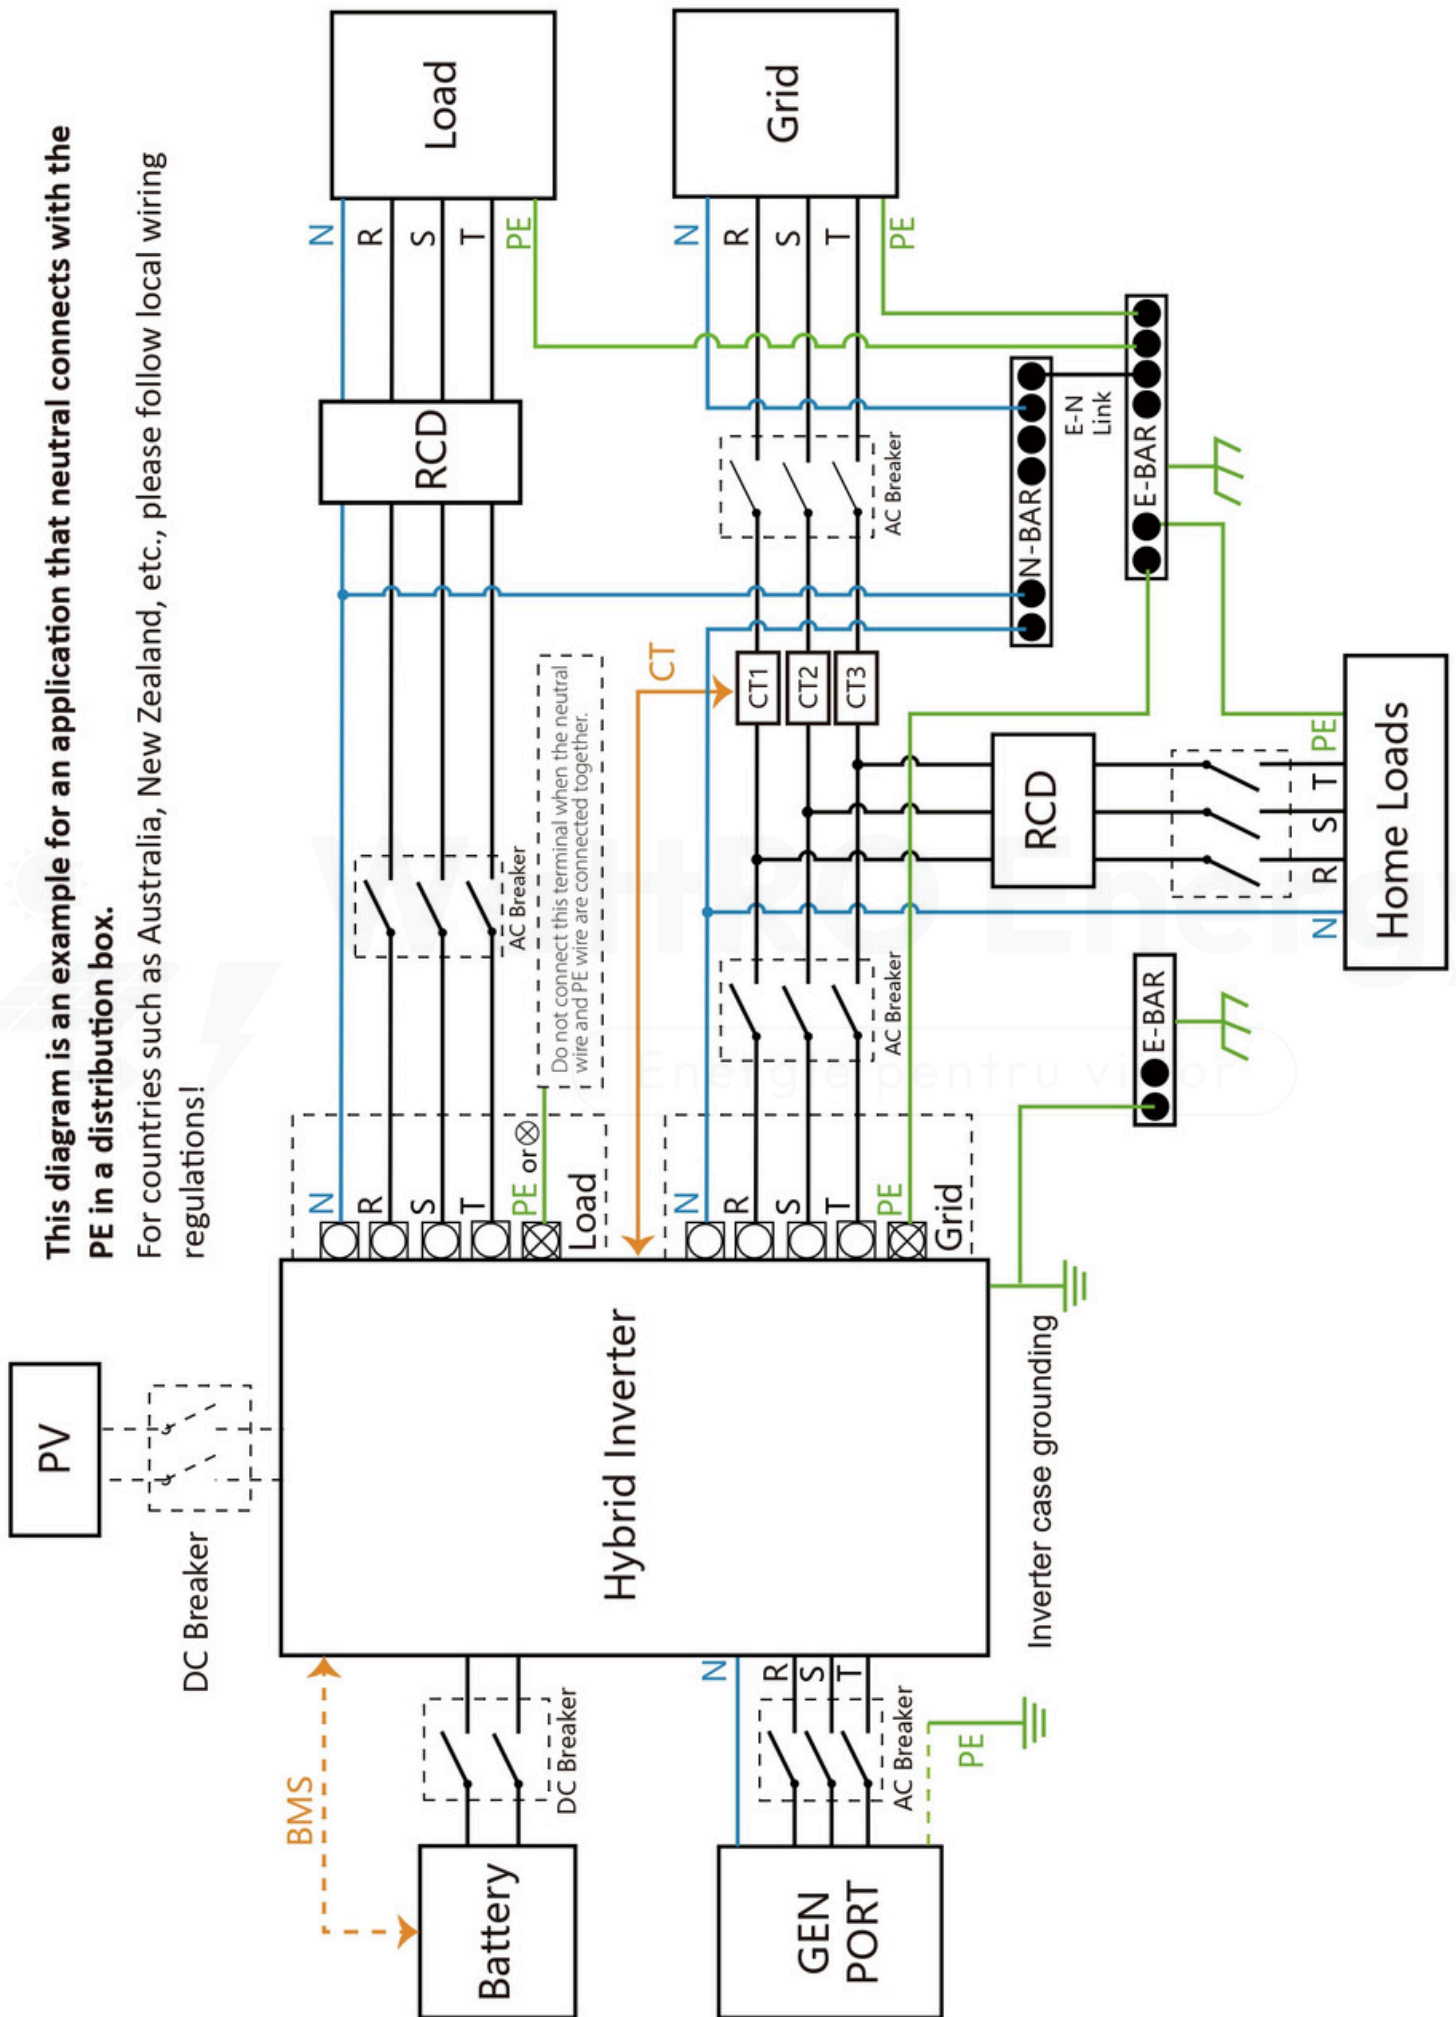 This diagram is an example for an application that neutral connects with the
PE in a distribution box.
For countries such as Australia, New Zealand, etc., please follow local wiring
regulations!
PV
DC Breaker
BMS
Battery
DC Breaker
GEN
PORT
N
R
S
T
AC Breaker
PE
Hybrid Inverter
Inverter case grounding
N
R
S
T
PE or
Load
AC Breaker
Do not connect this terminal when the neutral
wire and PE wire are connected together.
RCD
N
R
S
T
PE
Load
CT
N
R
S
T
PE
Grid
AC Breaker
CT1
CT2
CT3
AC Breaker
N
R
S
T
PE
Grid
N-BAR
E-N
Link
E-BAR
RCD
N
R
S
T
PE
Home Loads
E-BAR
Energie pentru viitor